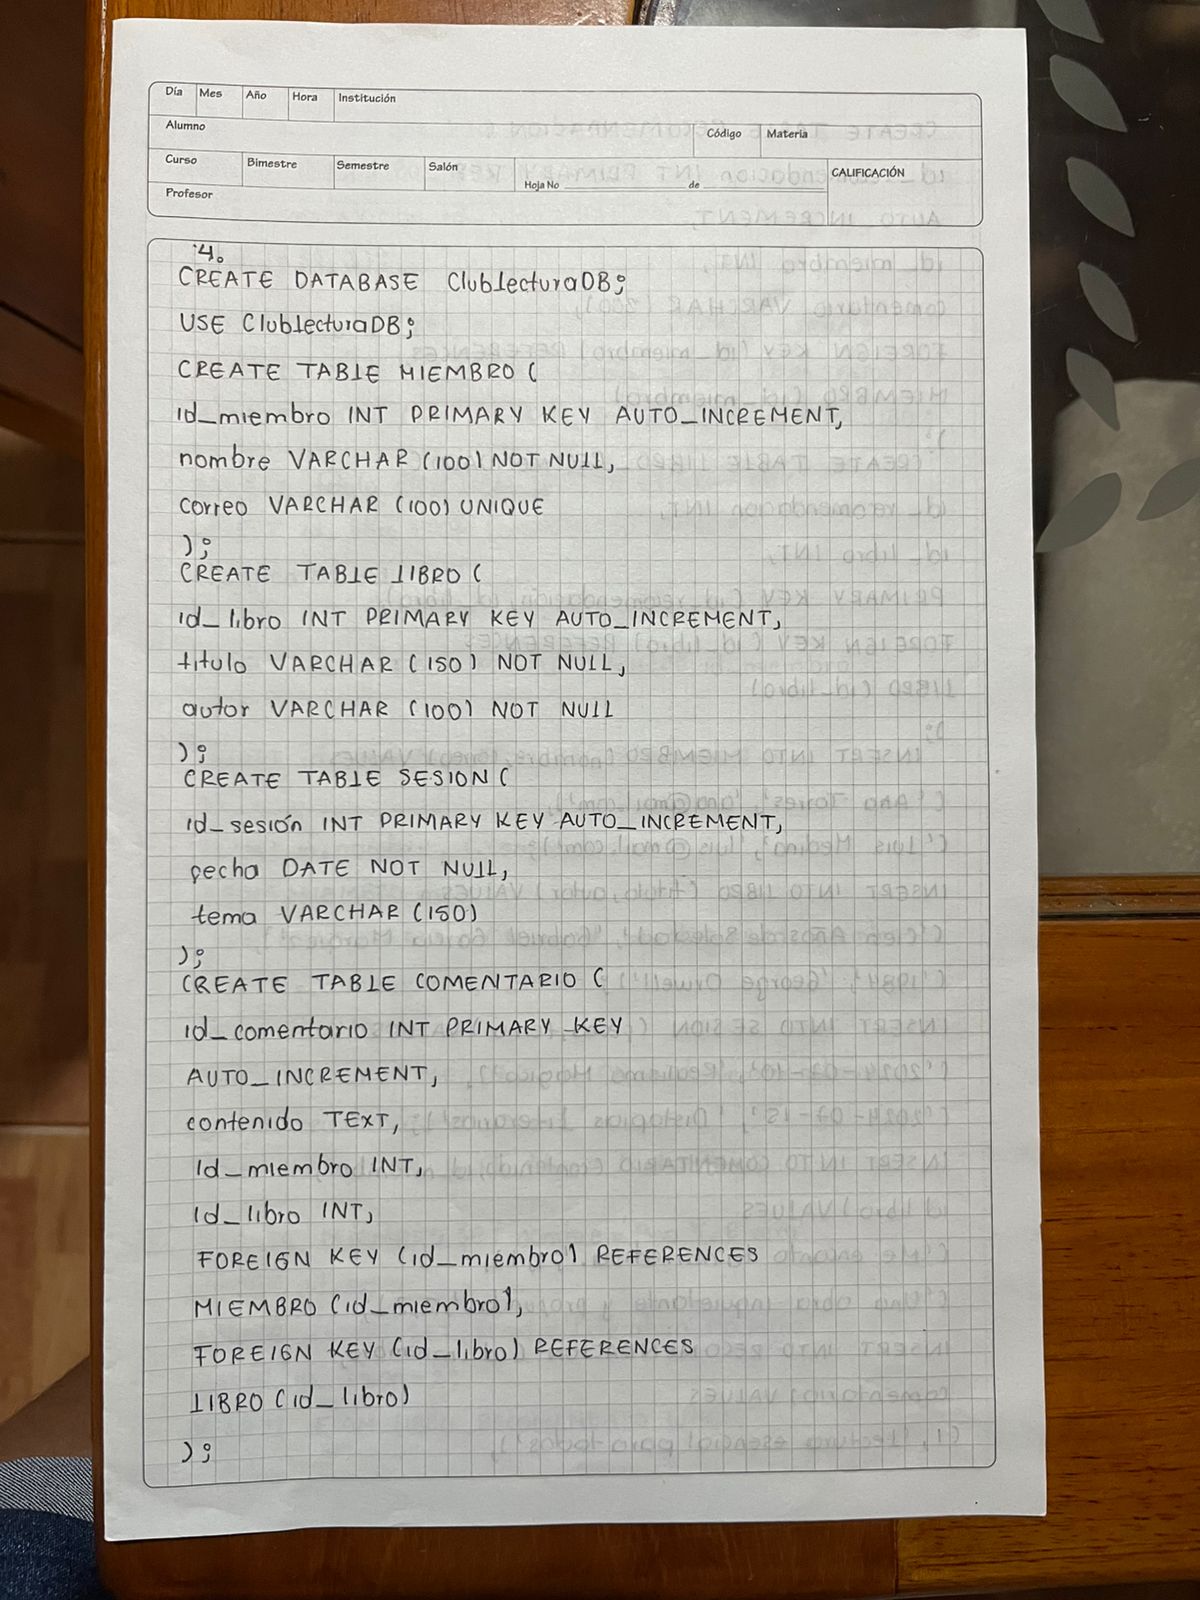 Día Mes Año Hora Institución
Alumno Código Materia
Curso Bimestre Semestre Salón Hoja No ______ de ______ CALIFICACIÓN
Profesor
4.
CREATE DATABASE ClublecturaDB;
USE ClublecturaDB;
CREATE TABLE MIEMBRO (
id_miembro INT PRIMARY KEY AUTO_INCREMENT,
nombre VARCHAR (100) NOT NULL,
correo VARCHAR (100) UNIQUE
);
CREATE TABLE LIBRO (
id_libro INT PRIMARY KEY AUTO_INCREMENT,
titulo VARCHAR (150) NOT NULL,
autor VARCHAR (100) NOT NULL
);
CREATE TABLE SESION (
id_sesión INT PRIMARY KEY AUTO_INCREMENT,
fecha DATE NOT NULL,
tema VARCHAR (150)
);
CREATE TABLE COMENTARIO (
id_comentario INT PRIMARY KEY
AUTO_INCREMENT,
contenido TEXT,
id_miembro INT,
id_libro INT,
FOREIGN KEY (id_miembro) REFERENCES
MIEMBRO (id_miembro),
FOREIGN KEY (id_libro) REFERENCES
LIBRO (id_libro)
);